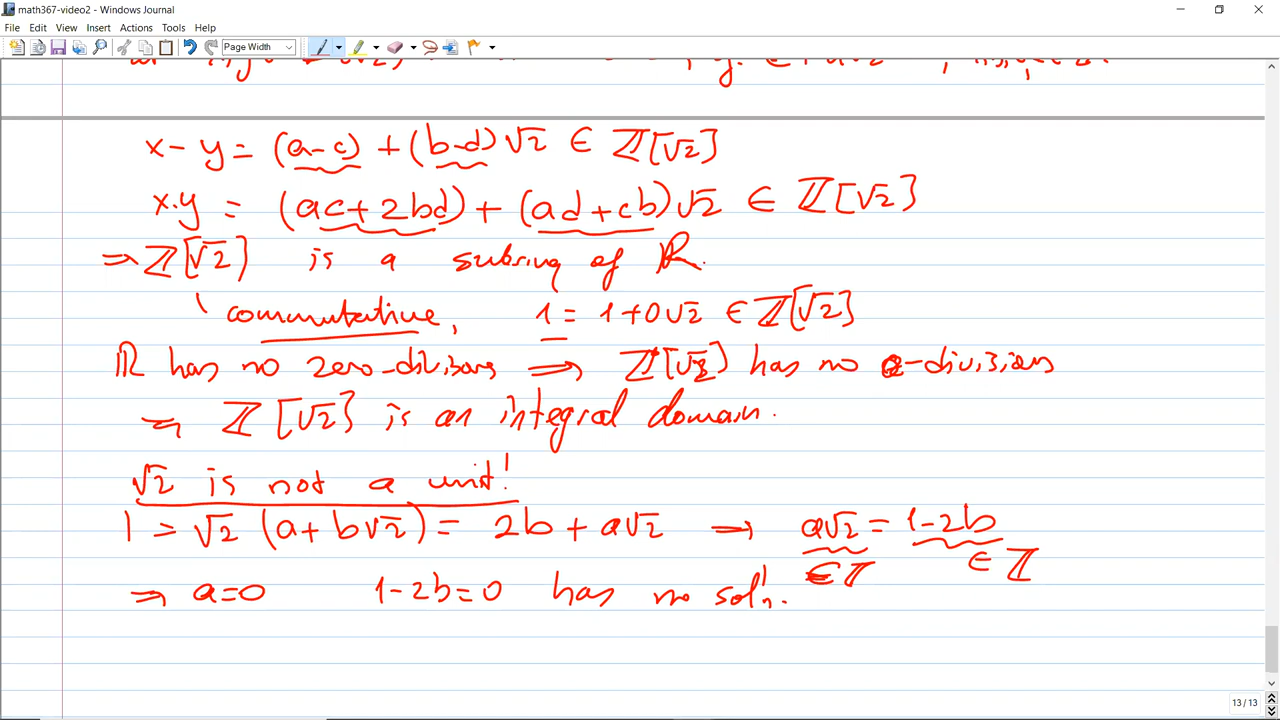 math367-video2 - Windows Journal
File Edit View Insert Actions Tools Help
Page Width
x - y = (a-c) + (b-d)√2 ∈ ℤ[√2]
x.y = (ac+2bd) + (ad+cb)√2 ∈ ℤ[√2]
⇒ ℤ[√2] is a subring of ℝ.
commutative, 1 = 1+0√2 ∈ ℤ[√2]
ℝ has no zero-divisors ⇒ ℤ[√2] has no 0-divisiors
⇒ ℤ[√2] is an integral domain.
√2 is not a unit!
1 = √2 (a+b√2) = 2b + a√2 ⇒ a√2 = 1-2b
∈ ℤ ∈ ℤ
⇒ a=0 1-2b=0 has no sol'n.
13 / 13